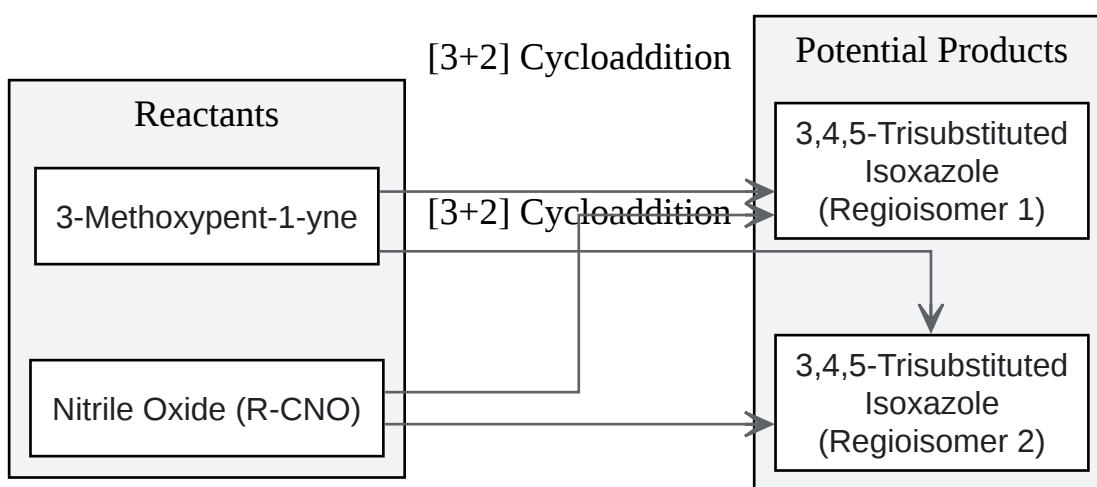 [3+2] Cycloaddition
Potential Products
Reactants
3,4,5-Trisubstituted
Isoxazole
(Regioisomer 1)
3-Methoxypent-1-yne
[3+2] Cycloaddition
3,4,5-Trisubstituted
Isoxazole
(Regioisomer 2)
Nitrile Oxide (R-CNO)